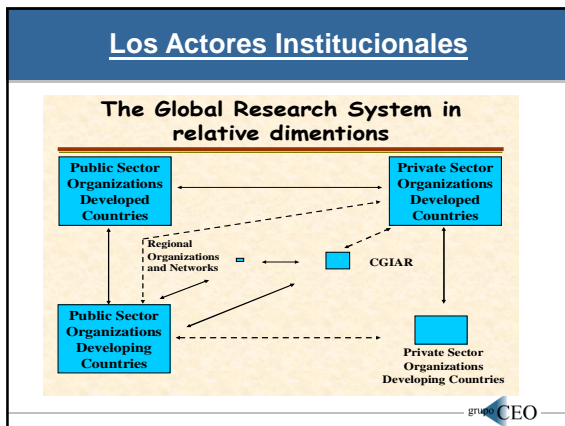 Los Actores Institucionales
The Global Research System in
relative dimentions
Public Sector
Organizations
Developed
Countries
Private Sector
Organizations
Developed
Countries
Regional
Organizations
and Networks
CGIAR
Public Sector
Organizations
Developing
Countries
Private Sector
Organizations
Developing Countries
grupo CEO